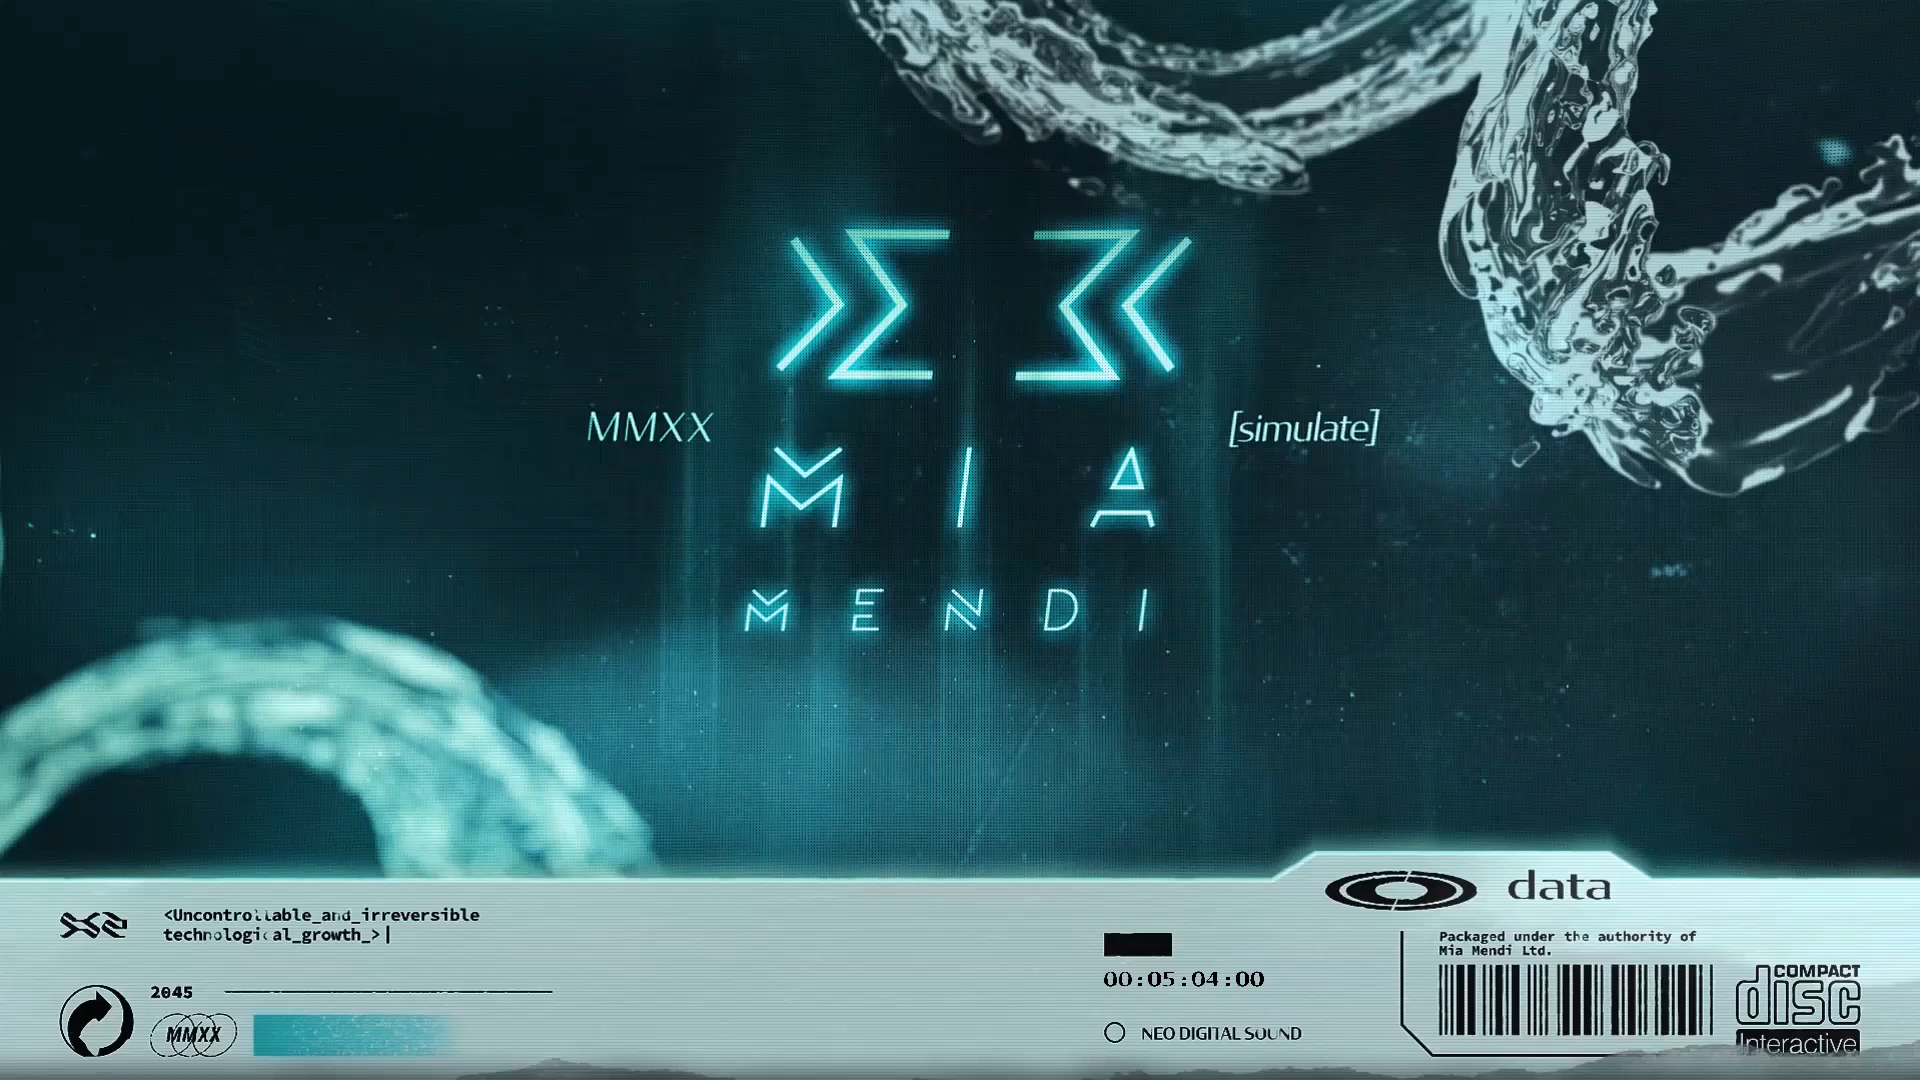 MMXX
[simulate]
MIA
MENDI
data
<Uncontrollable_and_irreversible
technological_growth_>|
Packaged under the authority of
Mia Mendi Ltd.
00:05:04:00
2045
MMXX
NEO DIGITAL SOUND
COMPACT
disc
Interactive